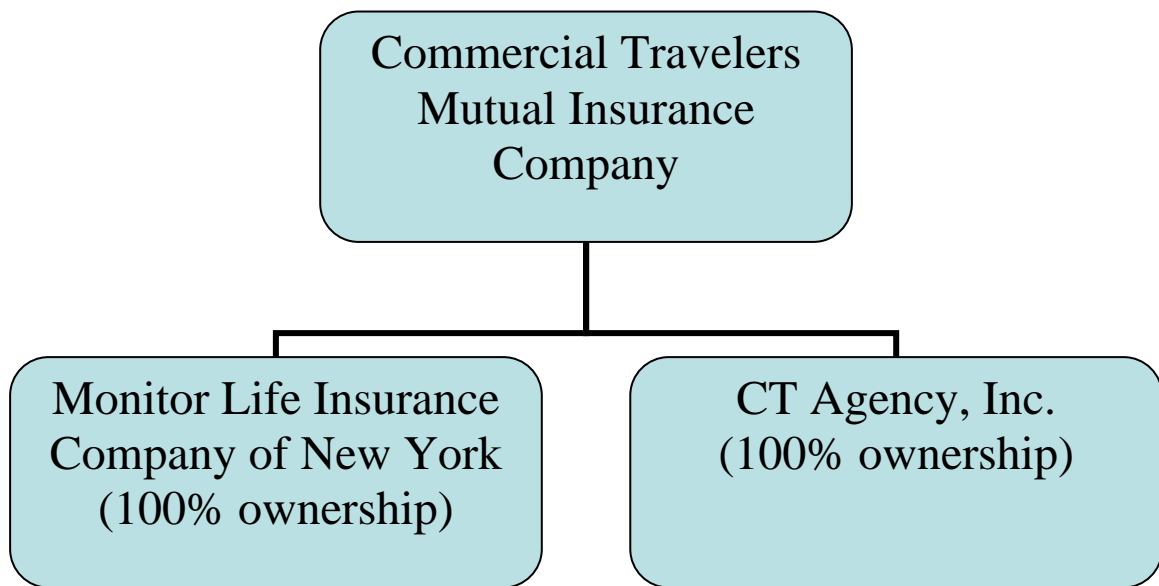 Commercial Travelers
Mutual Insurance
Company
Monitor Life Insurance
Company of New York
(100% ownership)
CT Agency, Inc.
(100% ownership)